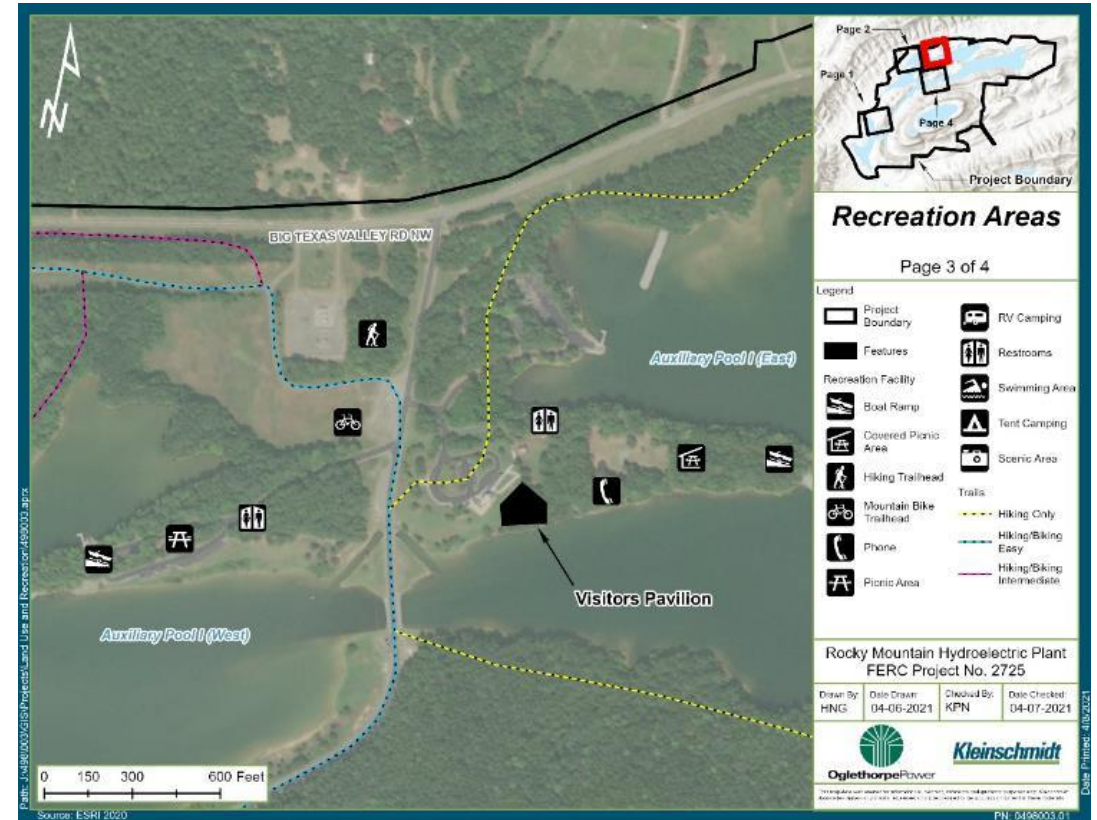 Page 2
Page 1
Page 4
Project Boundary
N
BIG TEXAS VALLEY RD NW
Auxiliary Pool I (East)
Visitors Pavilion
Auxiliary Pool I (West)
0 150 300 600 Feet
Source: ESRI 2020
Recreation Areas
Page 3 of 4
Legend
Project
Boundary
Features
Recreation Facility
Boat Ramp
Covered Picnic
Area
Hiking Trailhead
Mountain Bike
Trailhead
Phone
Picnic Area
RV Camping
Restrooms
Swimming Area
Tent Camping
Scenic Area
Trails
Hiking Only
Hiking/Biking
Easy
Hiking/Biking
Intermediate
Rocky Mountain Hydroelectric Plant
FERC Project No. 2725
Drawn By:
HNG
Date Drawn:
04-06-2021
Checked By:
KPN
Date Checked:
04-07-2021
OglethorpePower
Kleinschmidt
PN: 0498003.01
Date Printed: 4/8/2021